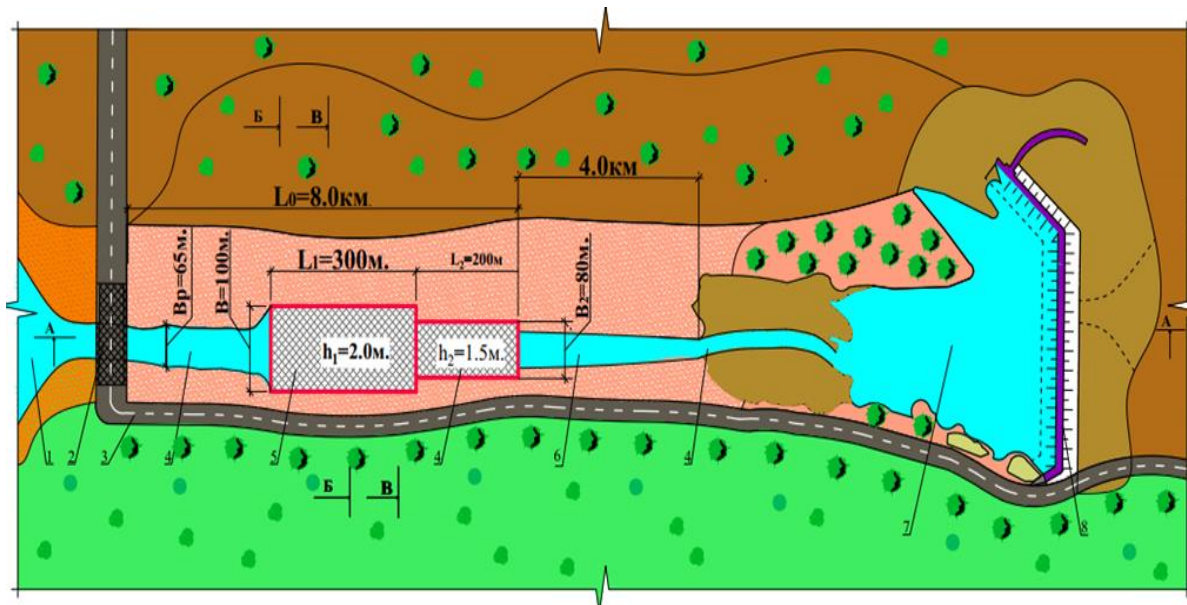 Б В
4.0км
L₀=8.0км.
Вр=65м.
В=100м.
L₁=300м.
L₂=200м
В₂=80м.
А
h₁=2.0м.
h₂=1.5м.
А
1 2 3 4 5 4 6 4 7 8
Б В